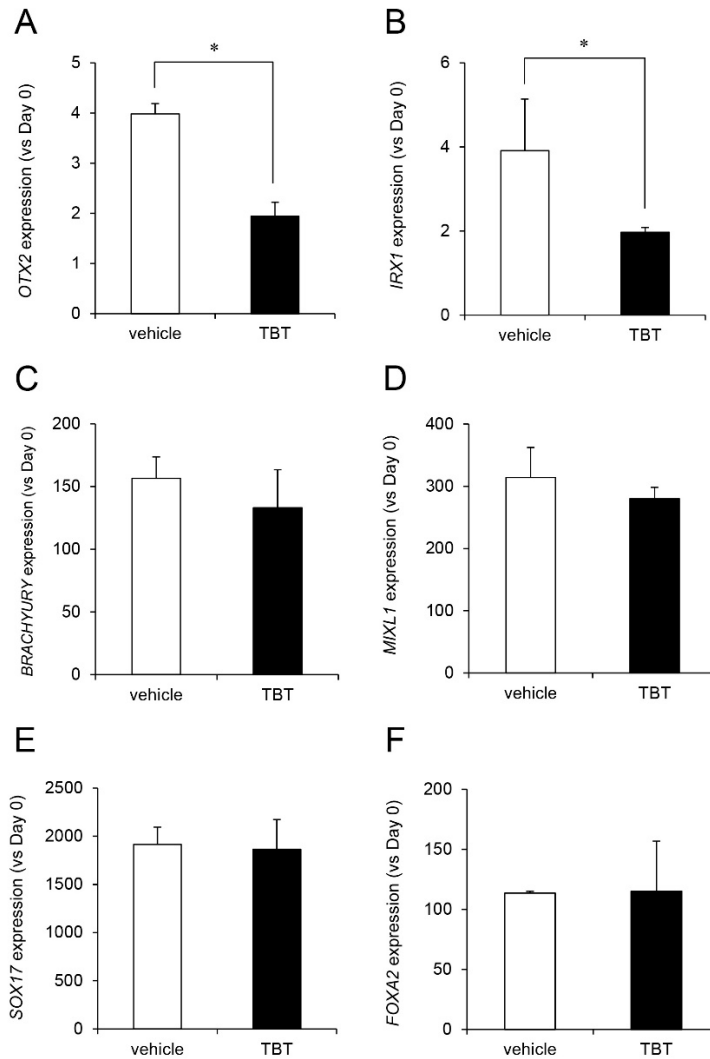 A
OTX2 expression (vs Day 0)
5
4
3
2
1
0
*
vehicle
TBT
B
IRX1 expression (vs Day 0)
6
4
2
0
*
vehicle
TBT
C
BRACHYURY expression (vs Day 0)
200
150
100
50
0
vehicle
TBT
D
MIXL1 expression (vs Day 0)
400
300
200
100
0
vehicle
TBT
E
SOX17 expression (vs Day 0)
2500
2000
1500
1000
500
0
vehicle
TBT
F
FOXA2 expression (vs Day 0)
200
150
100
50
0
vehicle
TBT